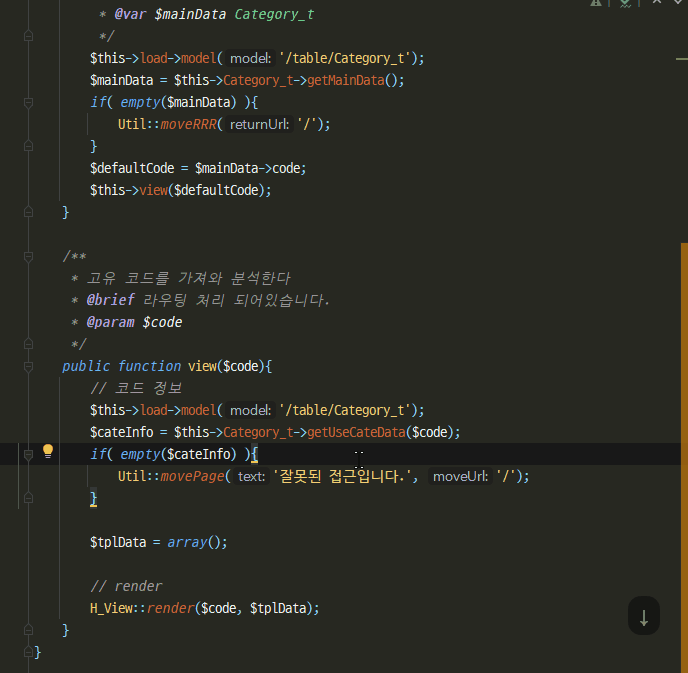 * @var $mainData Category_t
*/
$this->load->model( model: '/table/Category_t');
$mainData = $this->Category_t->getMainData();
if( empty($mainData) ){
Util::moveRRR( returnUrl: '/');
}
$defaultCode = $mainData->code;
$this->view($defaultCode);
}
/**
* 고유 코드를 가져와 분석한다
* @brief 라우팅 처리 되어있습니다.
* @param $code
*/
public function view($code){
// 코드 정보
$this->load->model( model: '/table/Category_t');
$cateInfo = $this->Category_t->getUseCateData($code);
if( empty($cateInfo) ){
Util::movePage( text: '잘못된 접근입니다.', moveUrl: '/');
}
$tplData = array();
// render
H_View::render($code, $tplData);
}
}